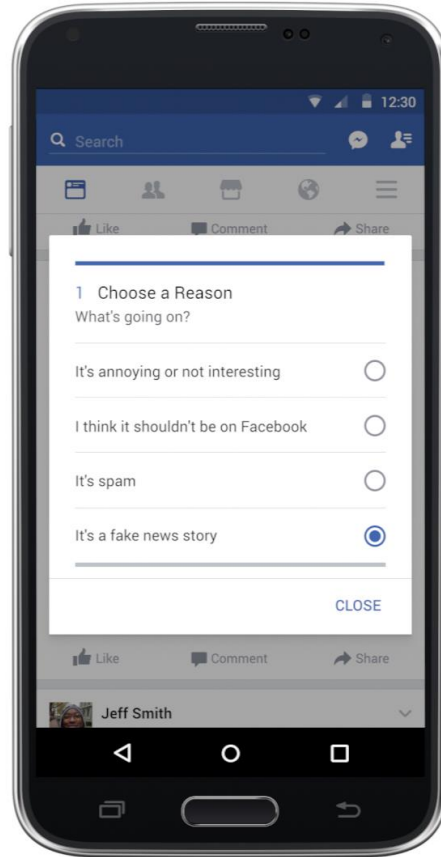 12:30
Search
Like Comment Share
1 Choose a Reason
What's going on?
It's annoying or not interesting
I think it shouldn't be on Facebook
It's spam
It's a fake news story
CLOSE
Like Comment Share
Jeff Smith